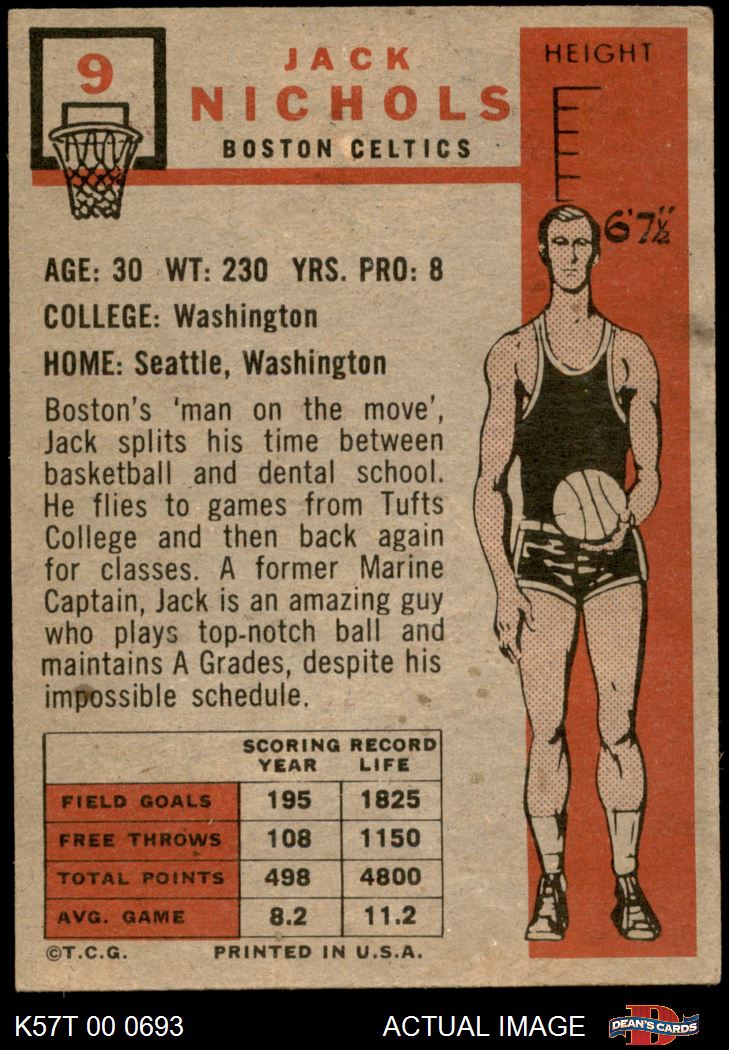 9
JACK
NICHOLS
BOSTON CELTICS
HEIGHT
6'7½"
AGE: 30 WT: 230 YRS. PRO: 8
COLLEGE: Washington
HOME: Seattle, Washington
Boston's 'man on the move',
Jack splits his time between
basketball and dental school.
He flies to games from Tufts
College and then back again
for classes. A former Marine
Captain, Jack is an amazing guy
who plays top-notch ball and
maintains A Grades, despite his
impossible schedule.
SCORING RECORD
YEAR LIFE
FIELD GOALS 195 1825
FREE THROWS 108 1150
TOTAL POINTS 498 4800
AVG. GAME 8.2 11.2
©T.C.G. PRINTED IN U.S.A.
K57T 00 0693 ACTUAL IMAGE DEAN'S CARDS